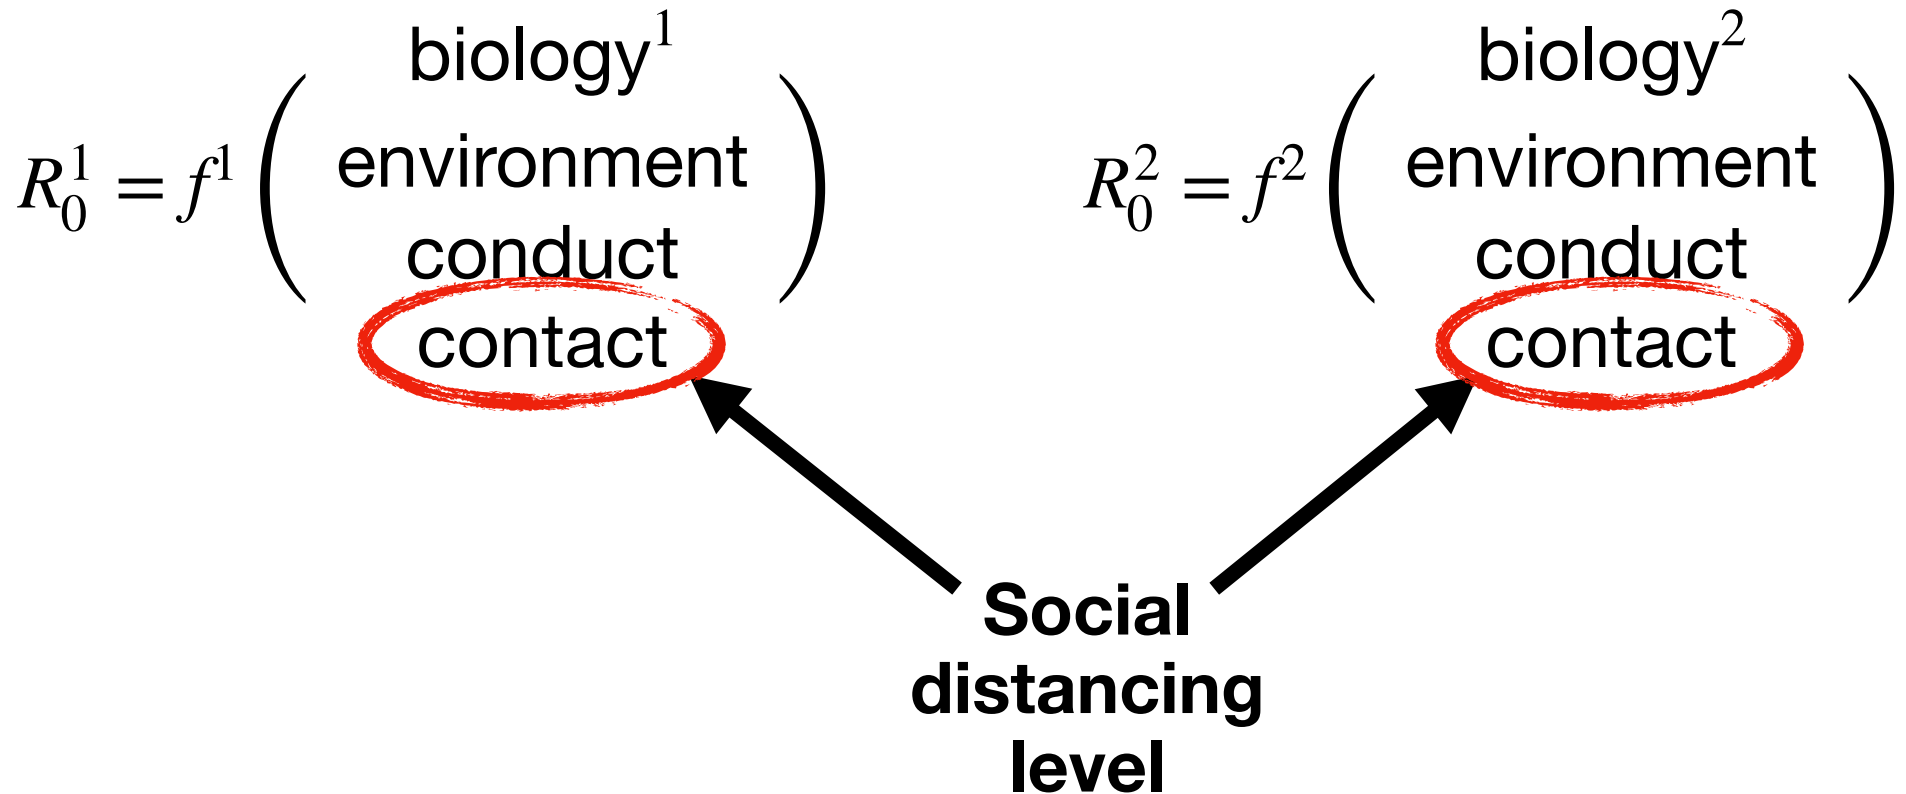 biology¹
environment
conduct
contact
R₀¹ = f¹ ( )
biology²
environment
conduct
contact
R₀² = f² ( )
Social
distancing
level